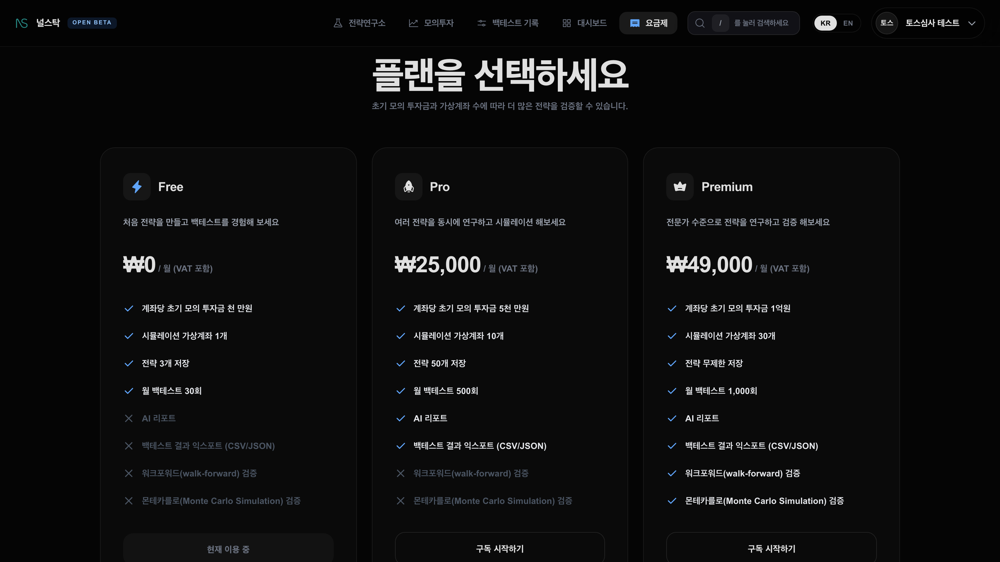 NS 널스탁 OPEN BETA 전략연구소 모의투자 백테스트 기록 대시보드 요금제 / 를 눌러 검색하세요 KR EN 토스 토스심사 테스트
플랜을 선택하세요
초기 모의 투자금과 가상계좌 수에 따라 더 많은 전략을 검증할 수 있습니다.
Free
처음 전략을 만들고 백테스트를 경험해 보세요
₩0 / 월 (VAT 포함)
계좌당 초기 모의 투자금 천 만원
시뮬레이션 가상계좌 1개
전략 3개 저장
월 백테스트 30회
AI 리포트
백테스트 결과 익스포트 (CSV/JSON)
워크포워드(walk-forward) 검증
몬테카를로(Monte Carlo Simulation) 검증
현재 이용 중
Pro
여러 전략을 동시에 연구하고 시뮬레이션 해보세요
₩25,000 / 월 (VAT 포함)
계좌당 초기 모의 투자금 5천 만원
시뮬레이션 가상계좌 10개
전략 50개 저장
월 백테스트 500회
AI 리포트
백테스트 결과 익스포트 (CSV/JSON)
워크포워드(walk-forward) 검증
몬테카를로(Monte Carlo Simulation) 검증
구독 시작하기
Premium
전문가 수준으로 전략을 연구하고 검증 해보세요
₩49,000 / 월 (VAT 포함)
계좌당 초기 모의 투자금 1억원
시뮬레이션 가상계좌 30개
전략 무제한 저장
월 백테스트 1,000회
AI 리포트
백테스트 결과 익스포트 (CSV/JSON)
워크포워드(walk-forward) 검증
몬테카를로(Monte Carlo Simulation) 검증
구독 시작하기